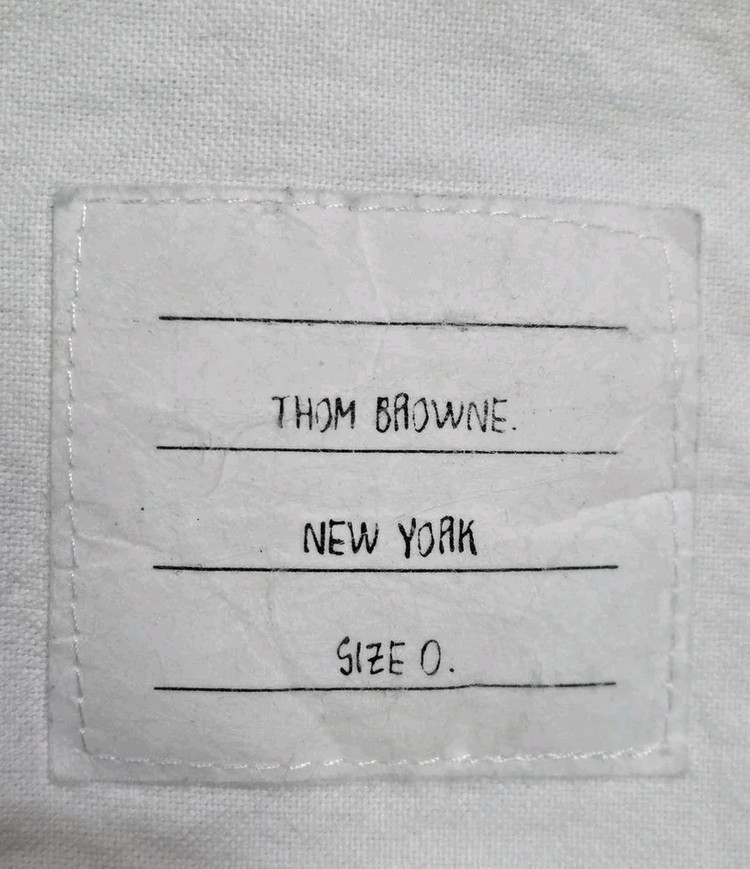 THOM BROWNE.
NEW YORK
SIZE 0.